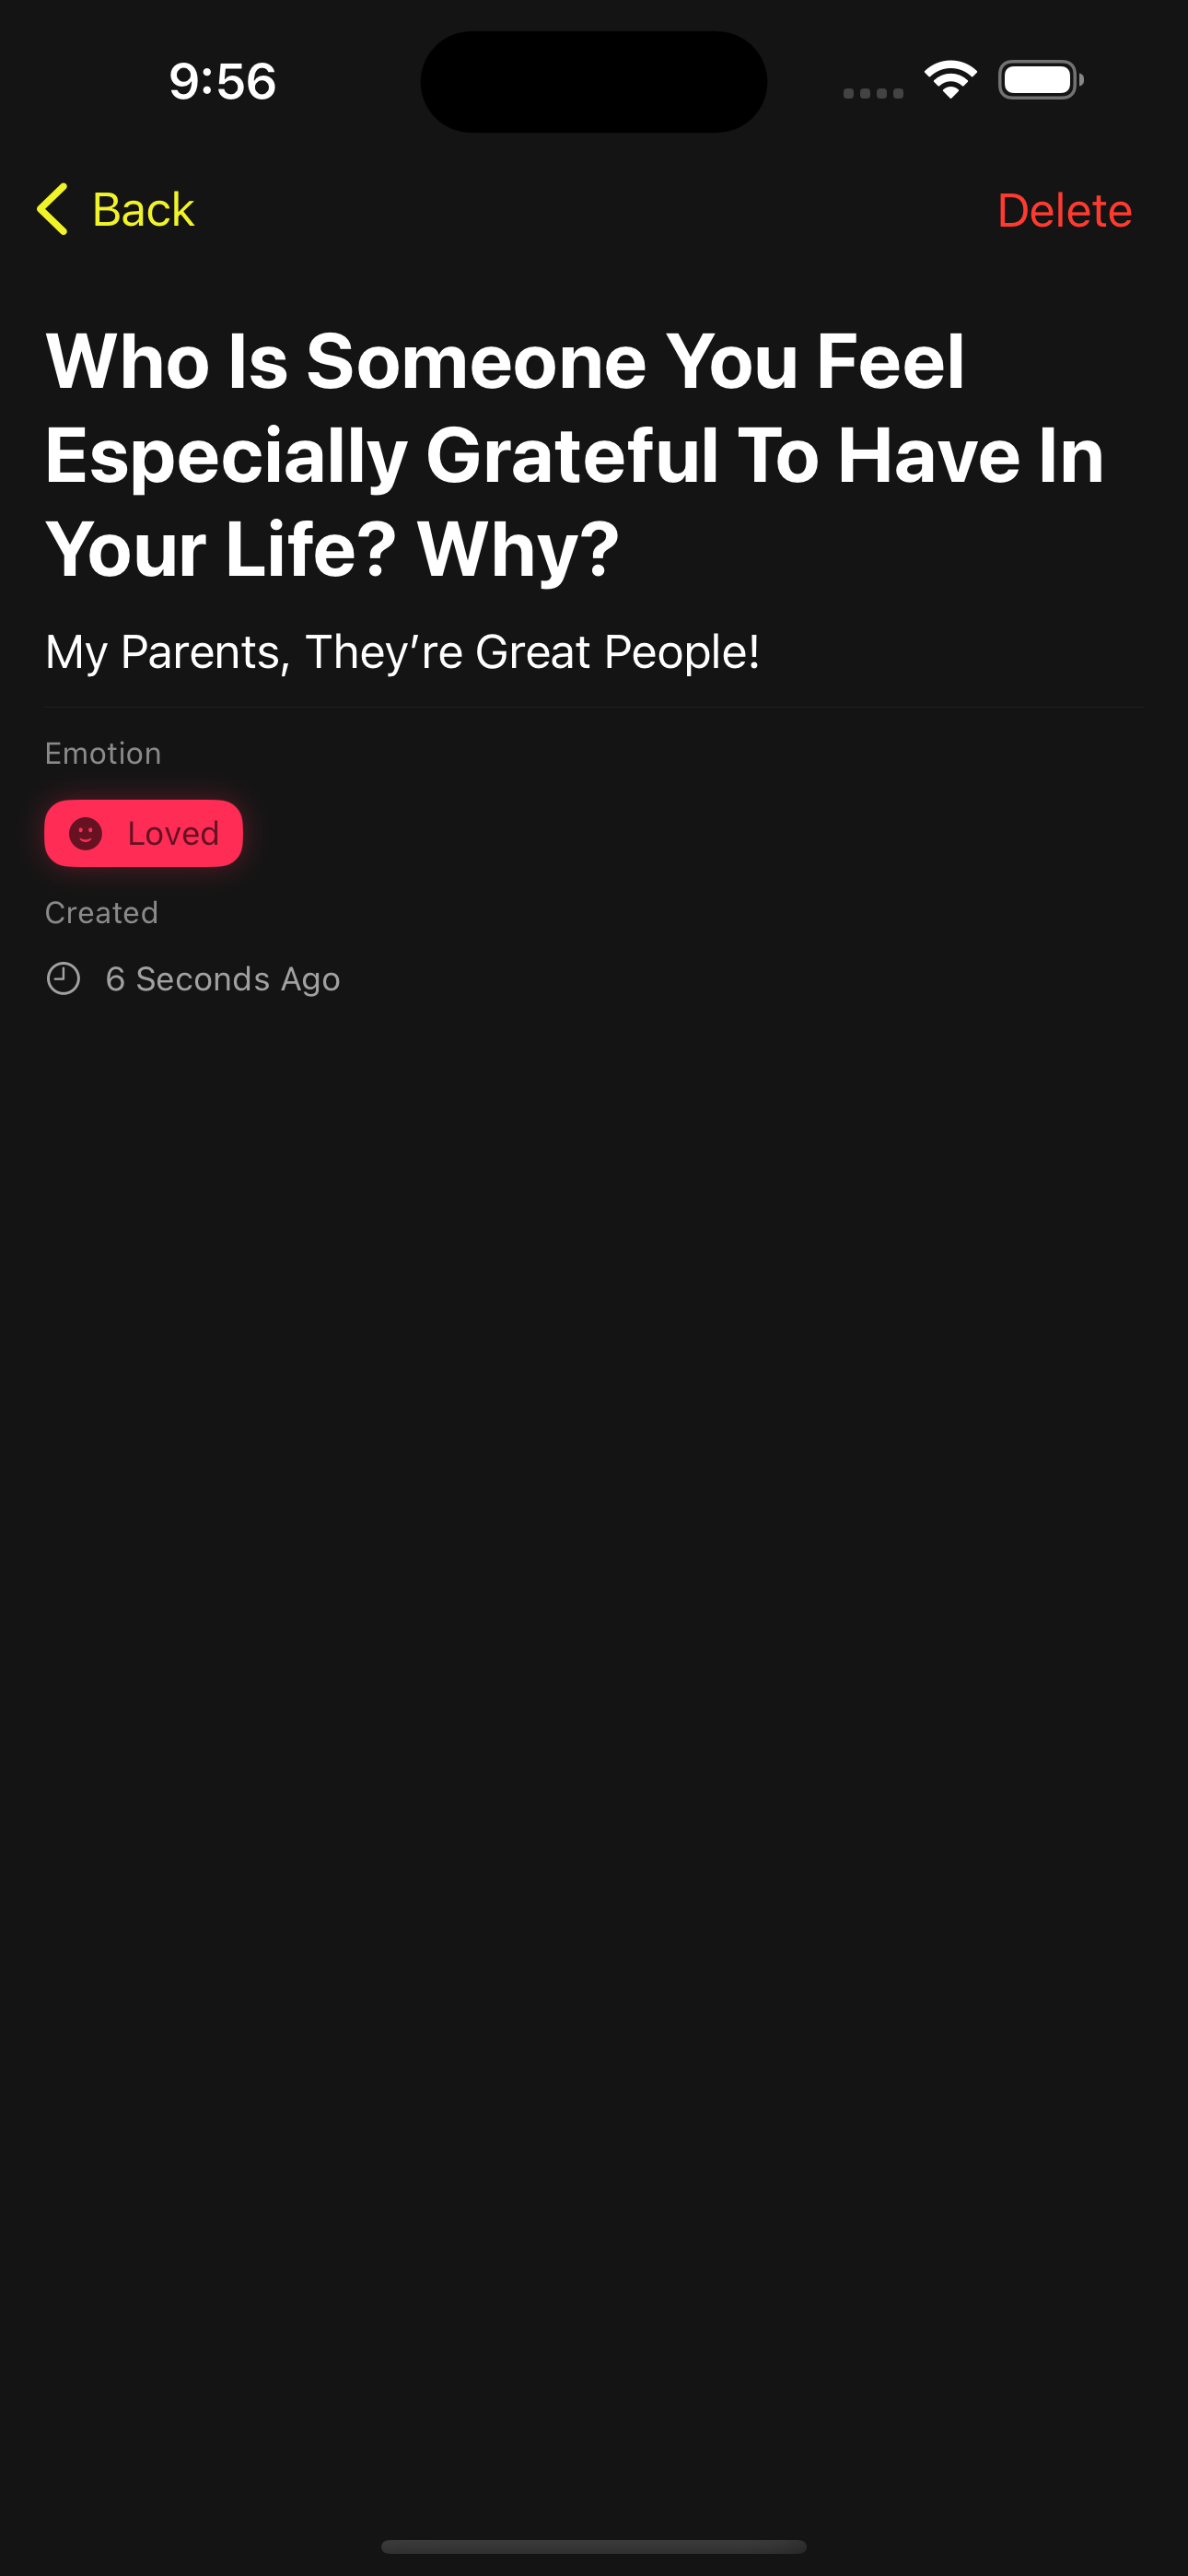 9:56
Back
Delete
Who Is Someone You Feel
Especially Grateful To Have In
Your Life? Why?
My Parents, They’re Great People!
Emotion
Loved
Created
6 Seconds Ago